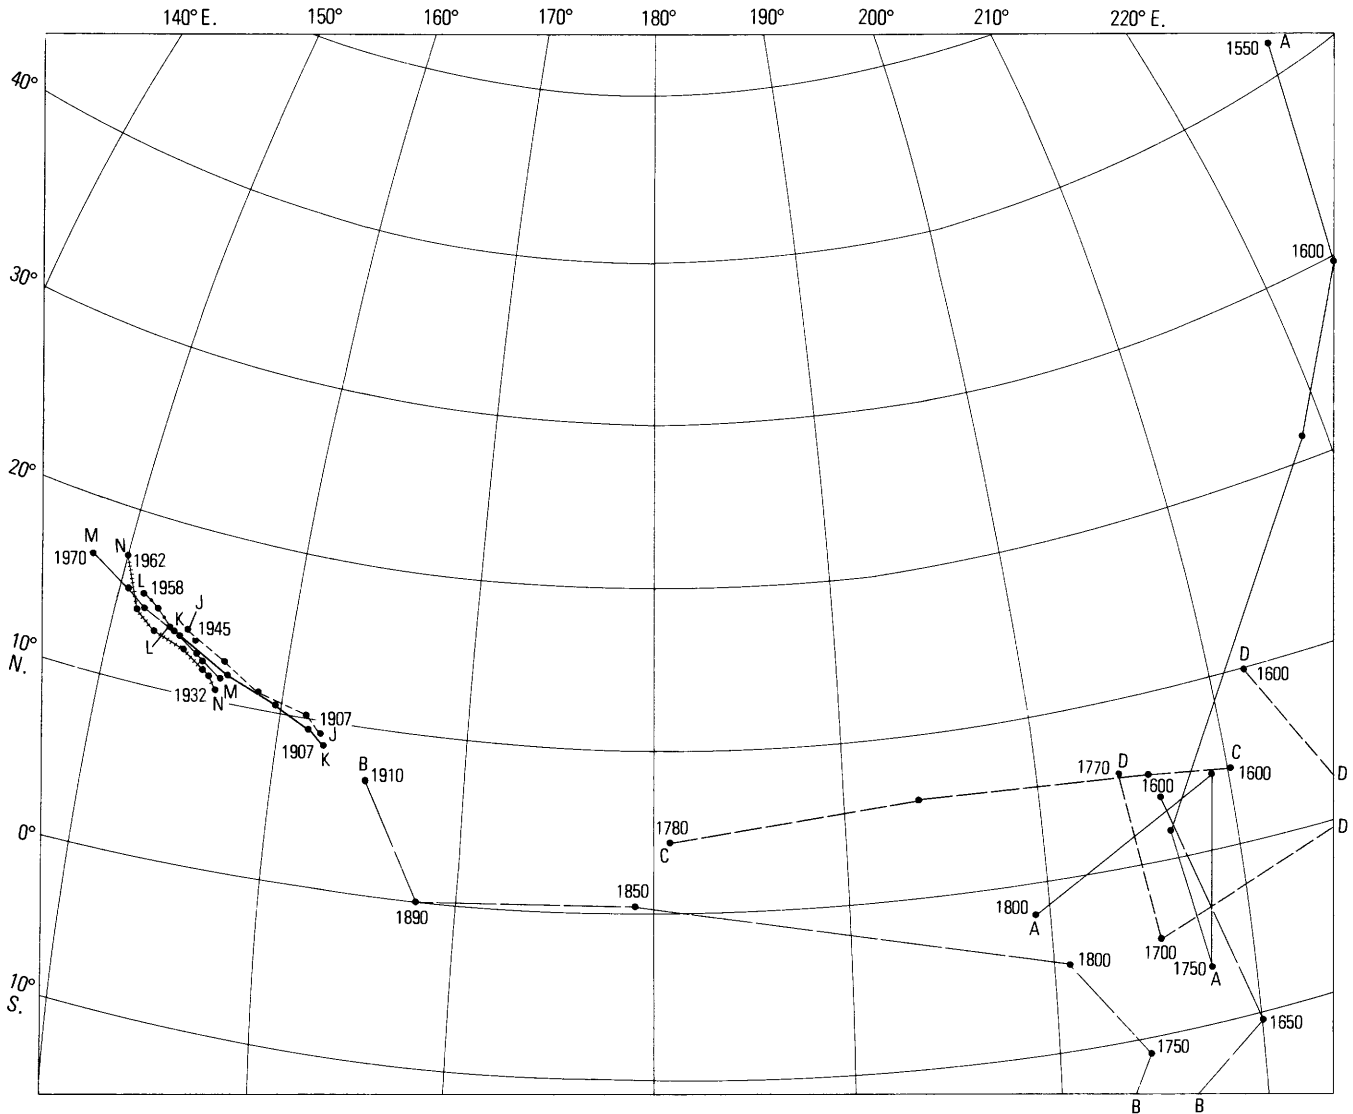 140° E. 150° 160° 170° 180° 190° 200° 210° 220° E.
1550 A
40°
1600
30°
20°
M
N
1970 1962
L 1958
J
K 1945
10° L
N.
D
1932 M 1600
N
1907
J C
1907 K B 1770 D 1600 D
1910 1600
0° 1780 D
C
1850
1890 1800
A 1700
1800 1750
10° A
S.
1650
1750
B B